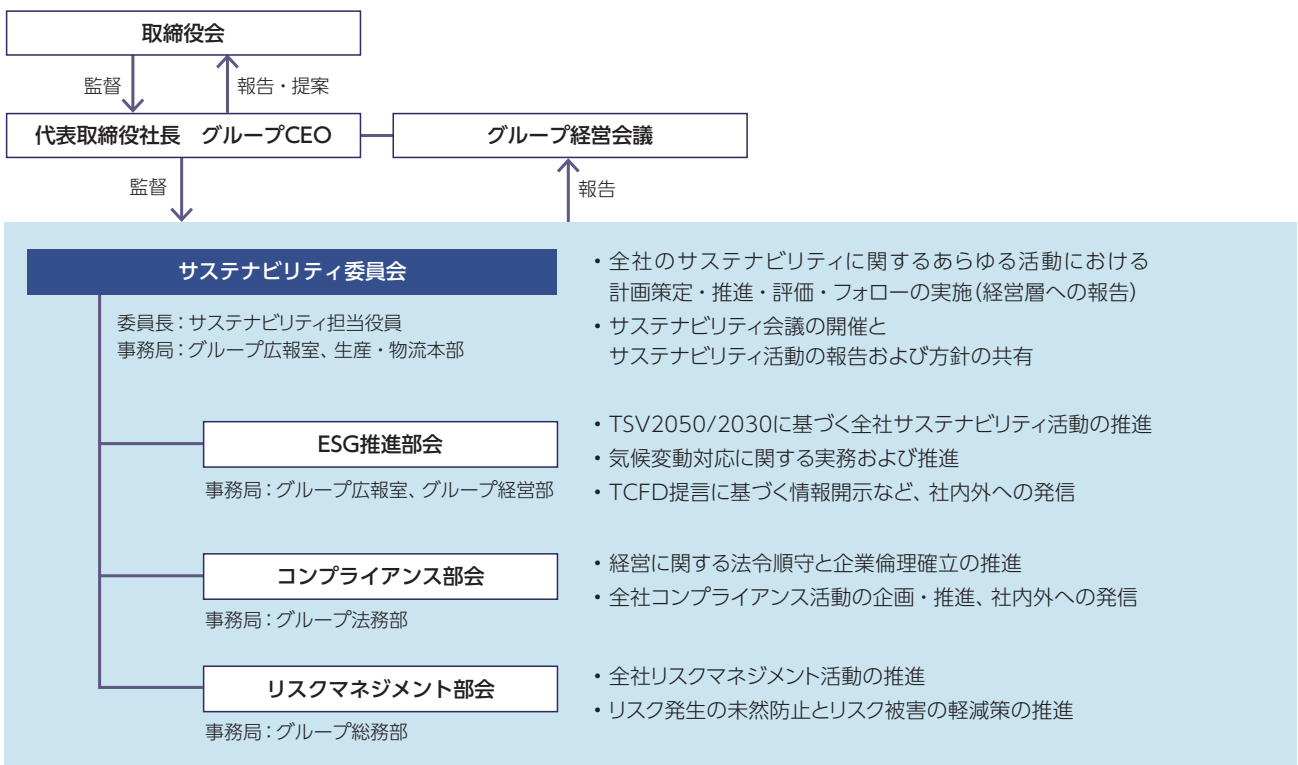 取締役会
監督
報告・提案
代表取締役社長　グループCEO
グループ経営会議
監督
報告
サステナビリティ委員会
委員長：サステナビリティ担当役員
事務局：グループ広報室、生産・物流本部
・全社のサステナビリティに関するあらゆる活動における
計画策定・推進・評価・フォローの実施（経営層への報告）
・サステナビリティ会議の開催と
サステナビリティ活動の報告および方針の共有
ESG推進部会
事務局：グループ広報室、グループ経営部
・TSV2050/2030に基づく全社サステナビリティ活動の推進
・気候変動対応に関する実務および推進
・TCFD提言に基づく情報開示など、社内外への発信
コンプライアンス部会
事務局：グループ法務部
・経営に関する法令順守と企業倫理確立の推進
・全社コンプライアンス活動の企画・推進、社内外への発信
リスクマネジメント部会
事務局：グループ総務部
・全社リスクマネジメント活動の推進
・リスク発生の未然防止とリスク被害の軽減策の推進